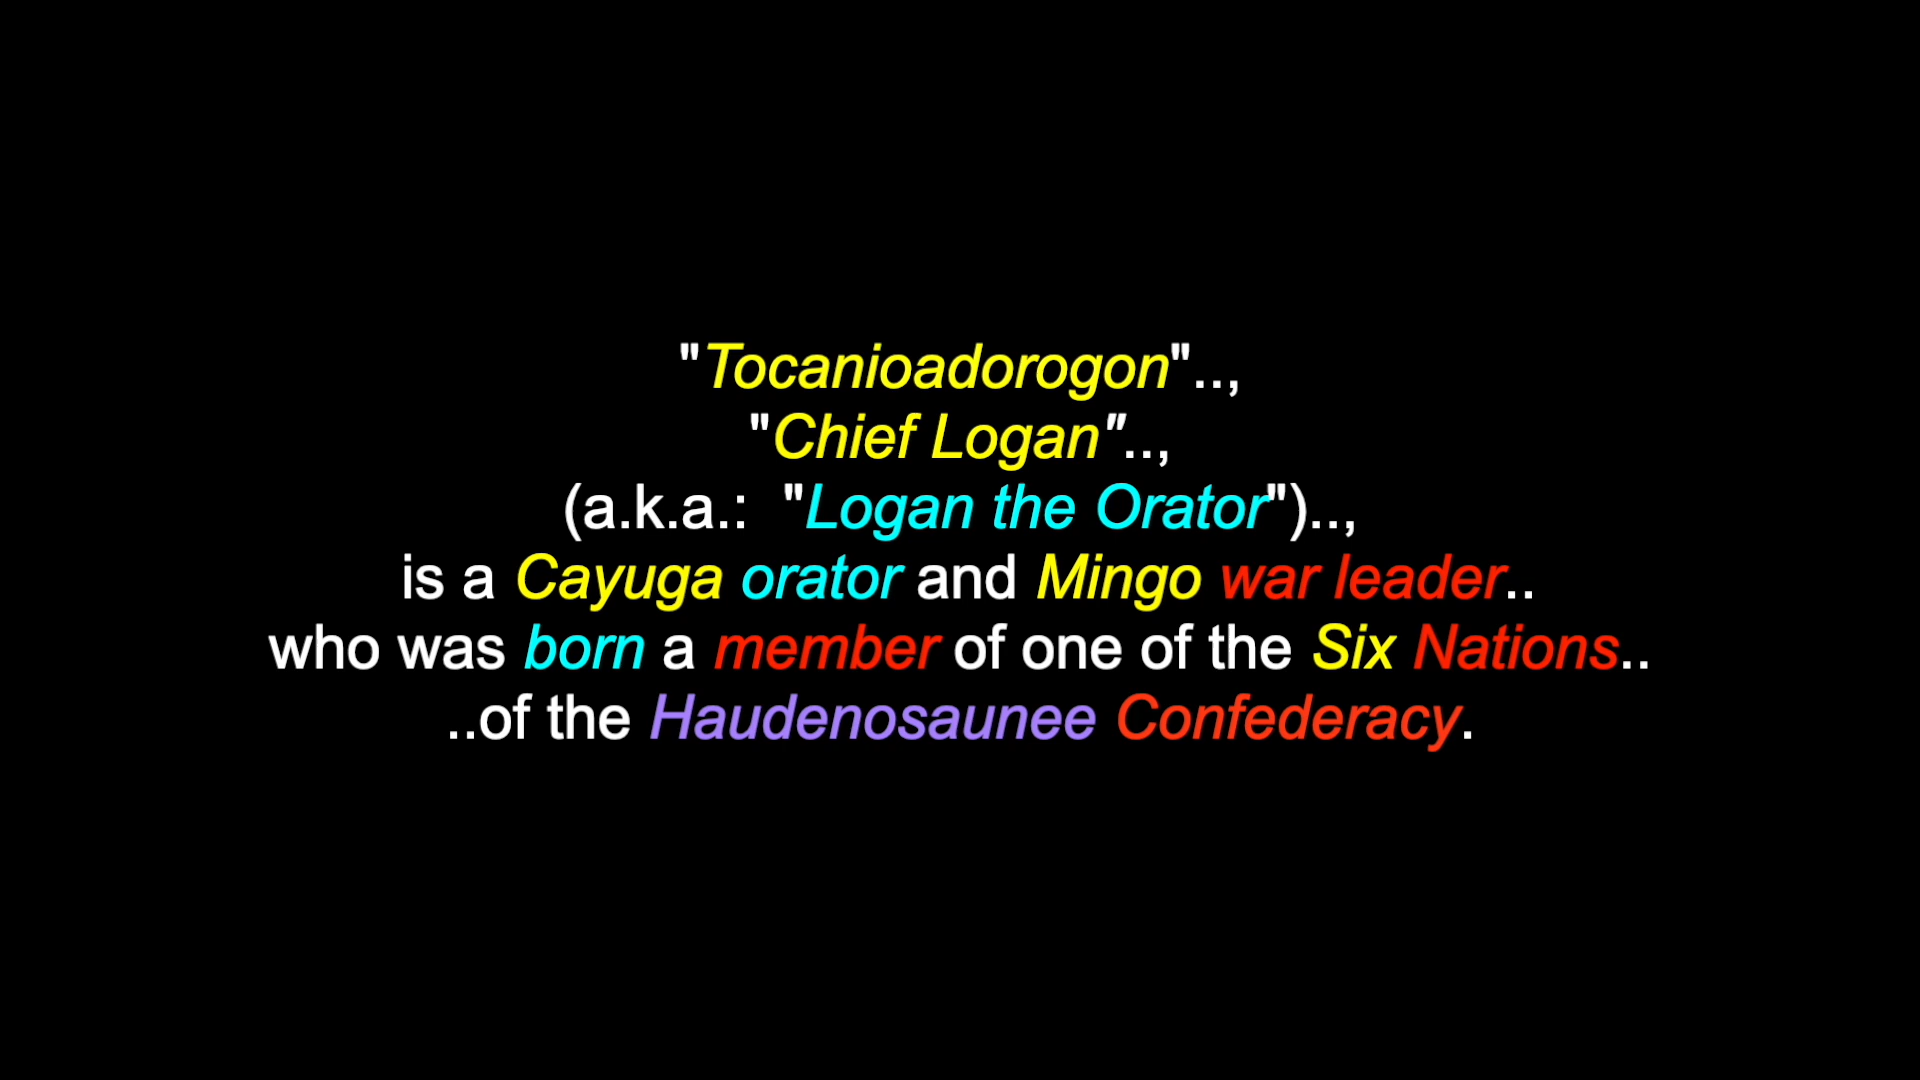 "Tocanioadorogon"..,
"Chief Logan"..,
(a.k.a.:  "Logan the Orator")..,
is a Cayuga orator and Mingo war leader..
who was born a member of one of the Six Nations..
..of the Haudenosaunee Confederacy.